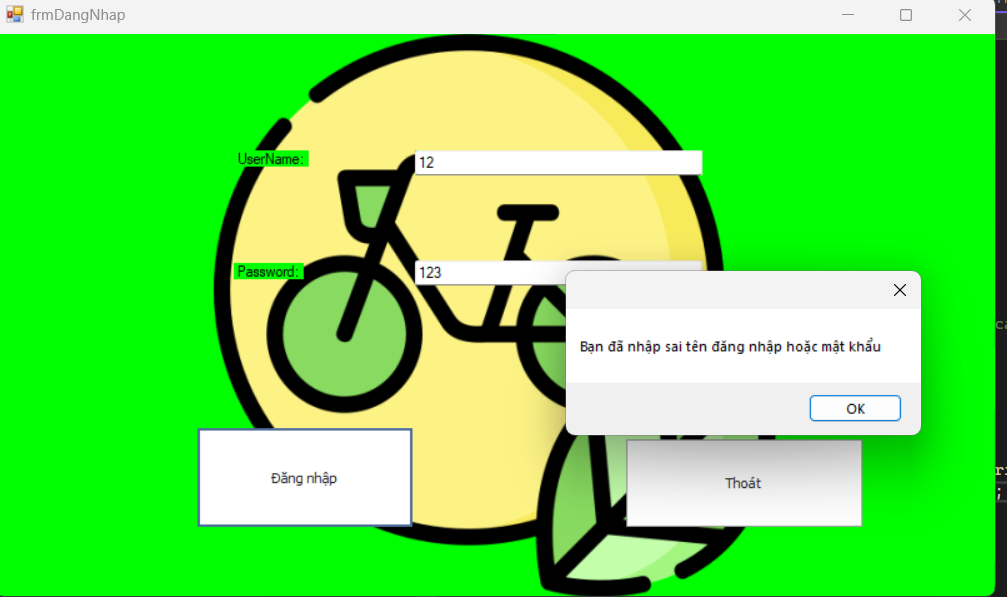 frmDangNhap
UserName:
12
Password:
123
Bạn đã nhập sai tên đăng nhập hoặc mật khẩu
OK
Đăng nhập
Thoát